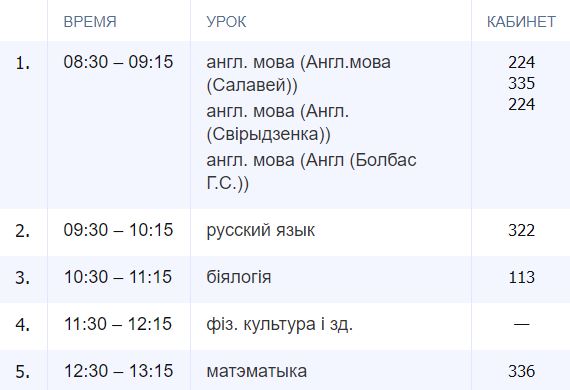 ВРЕМЯ УРОК КАБИНЕТ
1. 08:30 – 09:15 англ. мова (Англ.мова 224
(Салавей)) 335
англ. мова (Англ. 224
(Свірыдзенка))
англ. мова (Англ (Болбас
Г.С.))
2. 09:30 – 10:15 русский язык 322
3. 10:30 – 11:15 біялогія 113
4. 11:30 – 12:15 фіз. культура і зд. —
5. 12:30 – 13:15 матэматыка 336